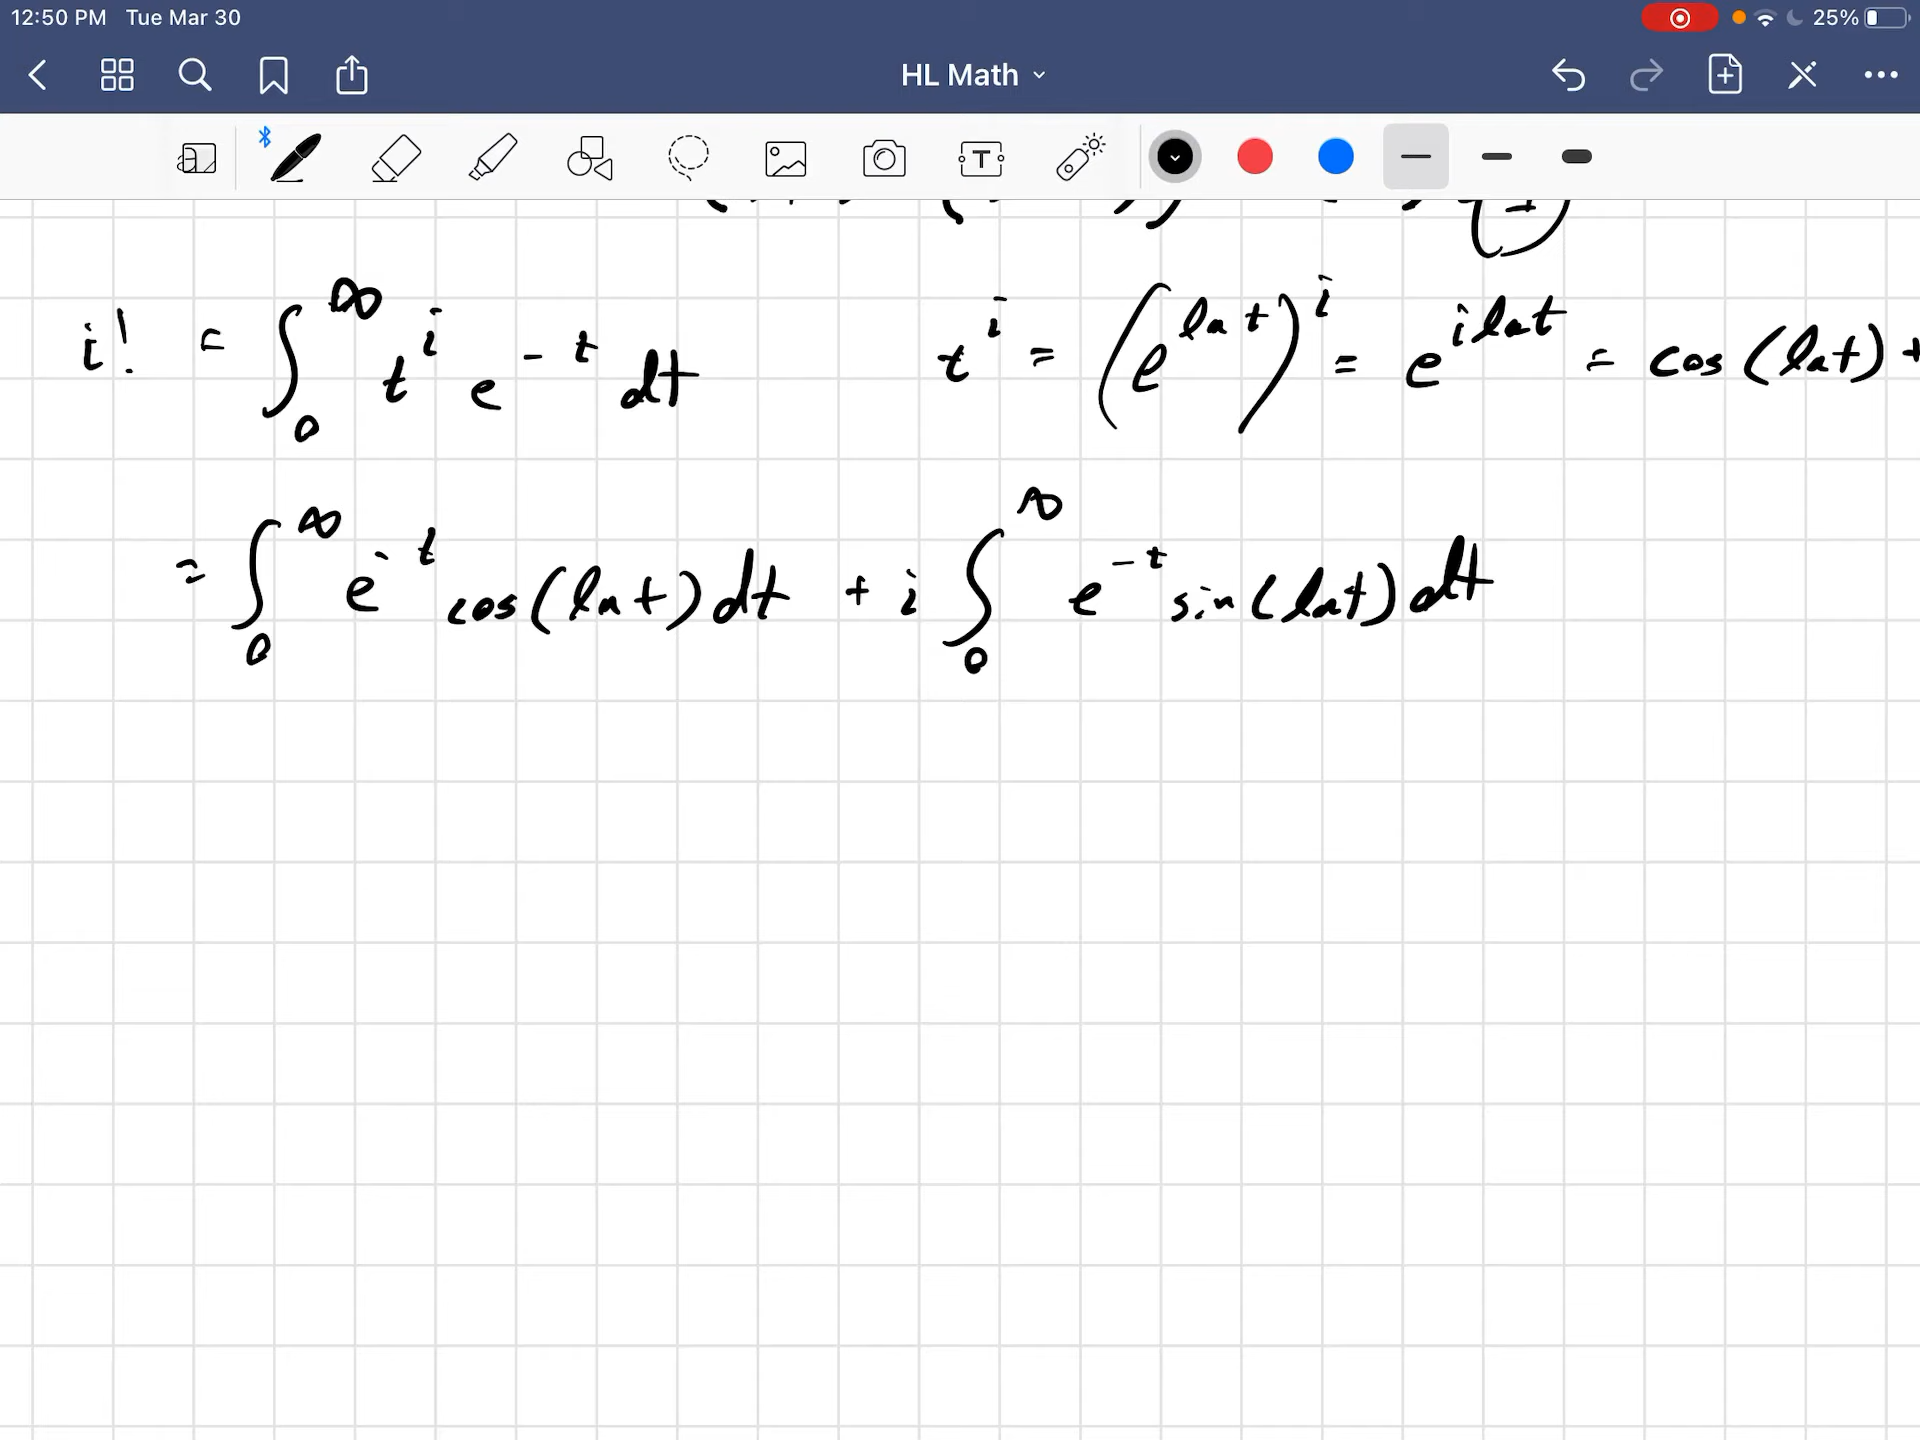 12:50 PM Tue Mar 30 25%
HL Math
T
i! = ∫₀^∞ t^i e^-t dt t^i = (e^ln t)^i = e^i ln t = cos(ln t) +
= ∫₀^∞ e^-t cos(ln t) dt + i ∫₀^∞ e^-t sin(ln t) dt